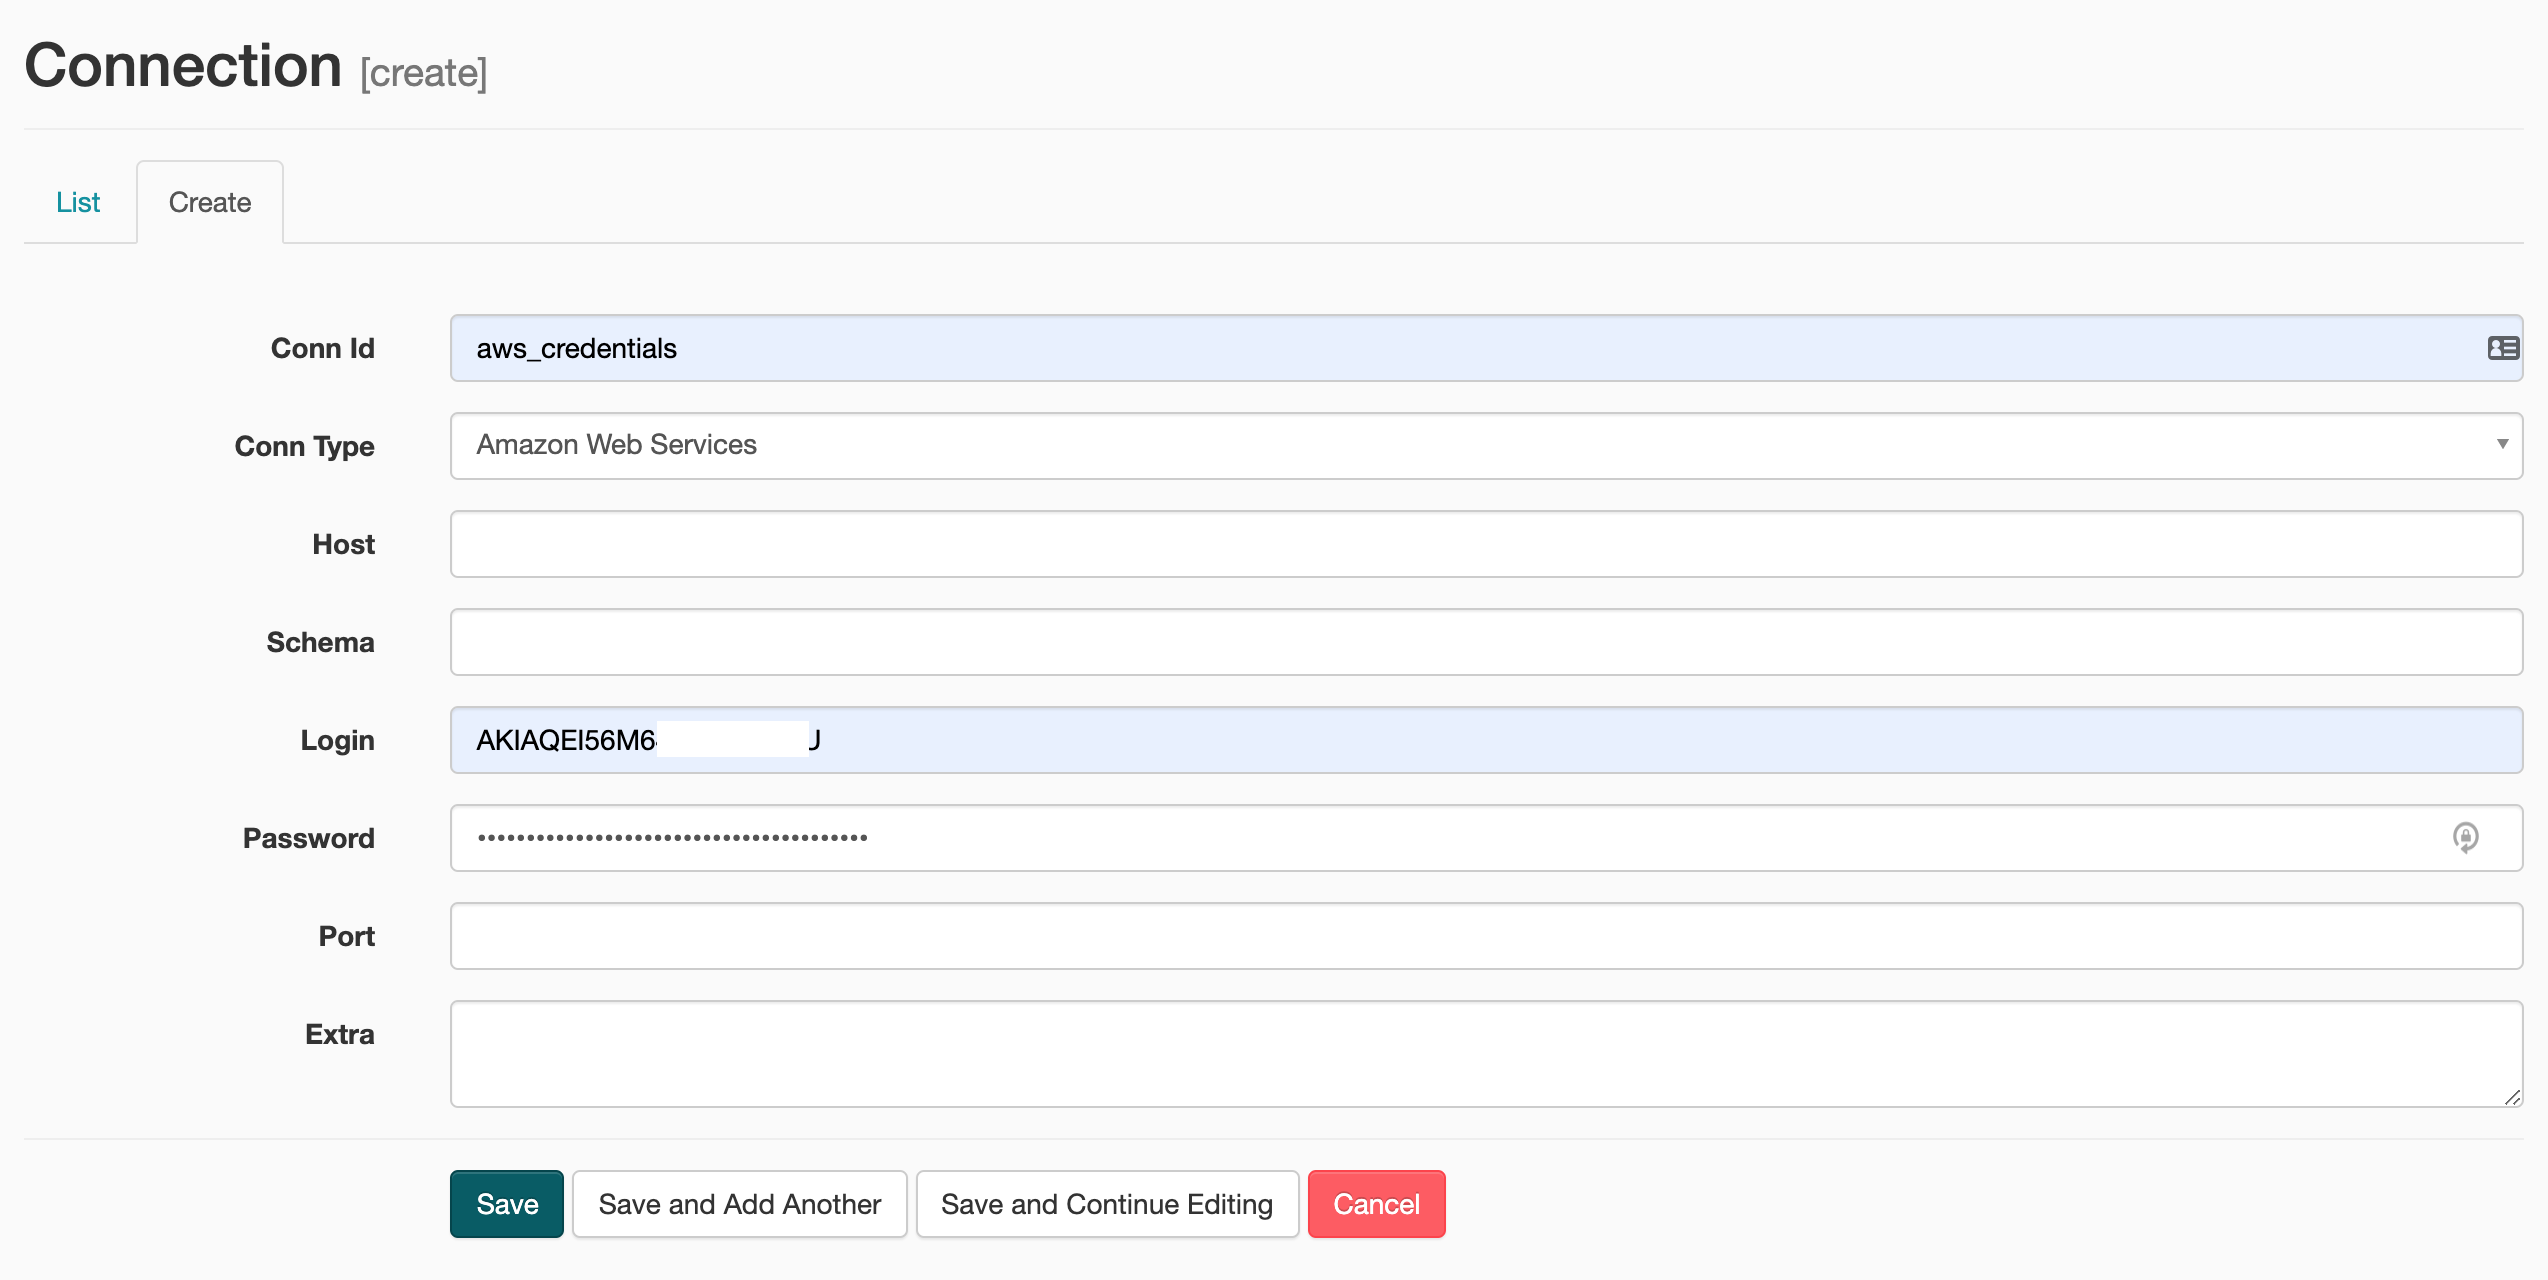 Connection [create]
List
Create
Conn Id
aws_credentials
Conn Type
Amazon Web Services
Host
Schema
Login
AKIAQEI56M6 J
Password
••••••••••••••••••••••••••••••••••••••••
Port
Extra
Save
Save and Add Another
Save and Continue Editing
Cancel